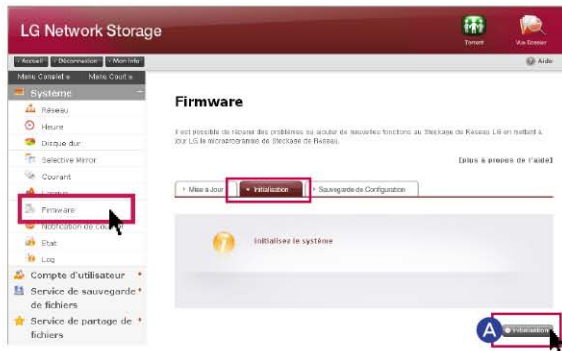 LG Network Storage
Torrent
Vue Dossier
Accueil
Déconnexion
Mon Info
Aide
Menu Complet
Menu Court
Système
Réseau
Heure
Disque dur
Selective Mirror
Courant
Firmware
Notification de
Etat
Log
Compte d'utilisateur
Service de sauvegarde
de fichiers
Service de partage de
fichiers
Firmware
Il est possible de réparer des problèmes ou ajouter de nouvelles fonctions au Stockage de Réseau LG en mettant à
jour LG le microprogramme de Stockage de Réseau.
[plus à propos de l'aide]
Mise à Jour
Initialisation
Sauvegarde de Configuration
Initialisez le système
A
Initialisation